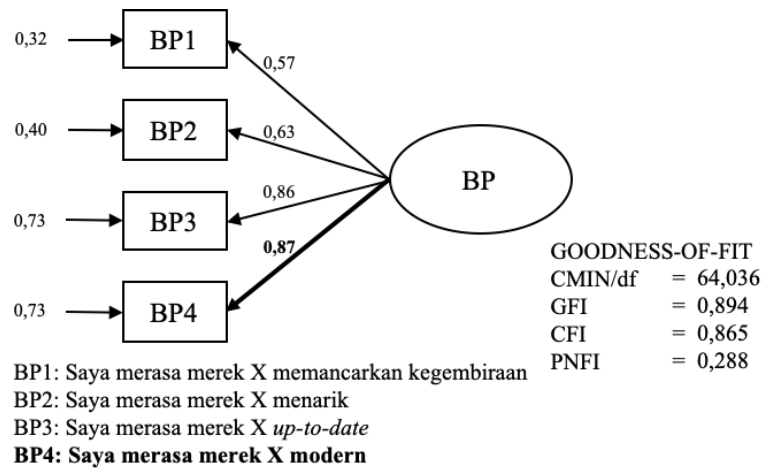 0,32
BP1
0,57
0,40
BP2
0,63
BP
0,86
0,73
BP3
0,87
0,73
BP4
GOODNESS-OF-FIT
CMIN/df = 64,036
GFI = 0,894
CFI = 0,865
PNFI = 0,288
BP1: Saya merasa merek X memancarkan kegembiraan
BP2: Saya merasa merek X menarik
BP3: Saya merasa merek X up-to-date
BP4: Saya merasa merek X modern